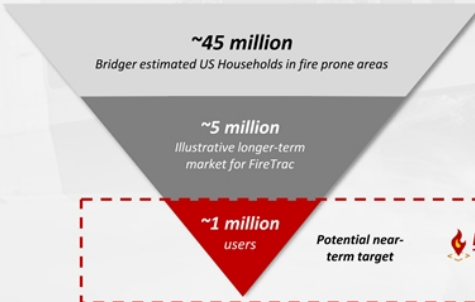 ~45 million
Bridger estimated US Households in fire prone areas
~5 million
Illustrative longer-term
market for FireTrac
~1 million
users
Potential near-
term target